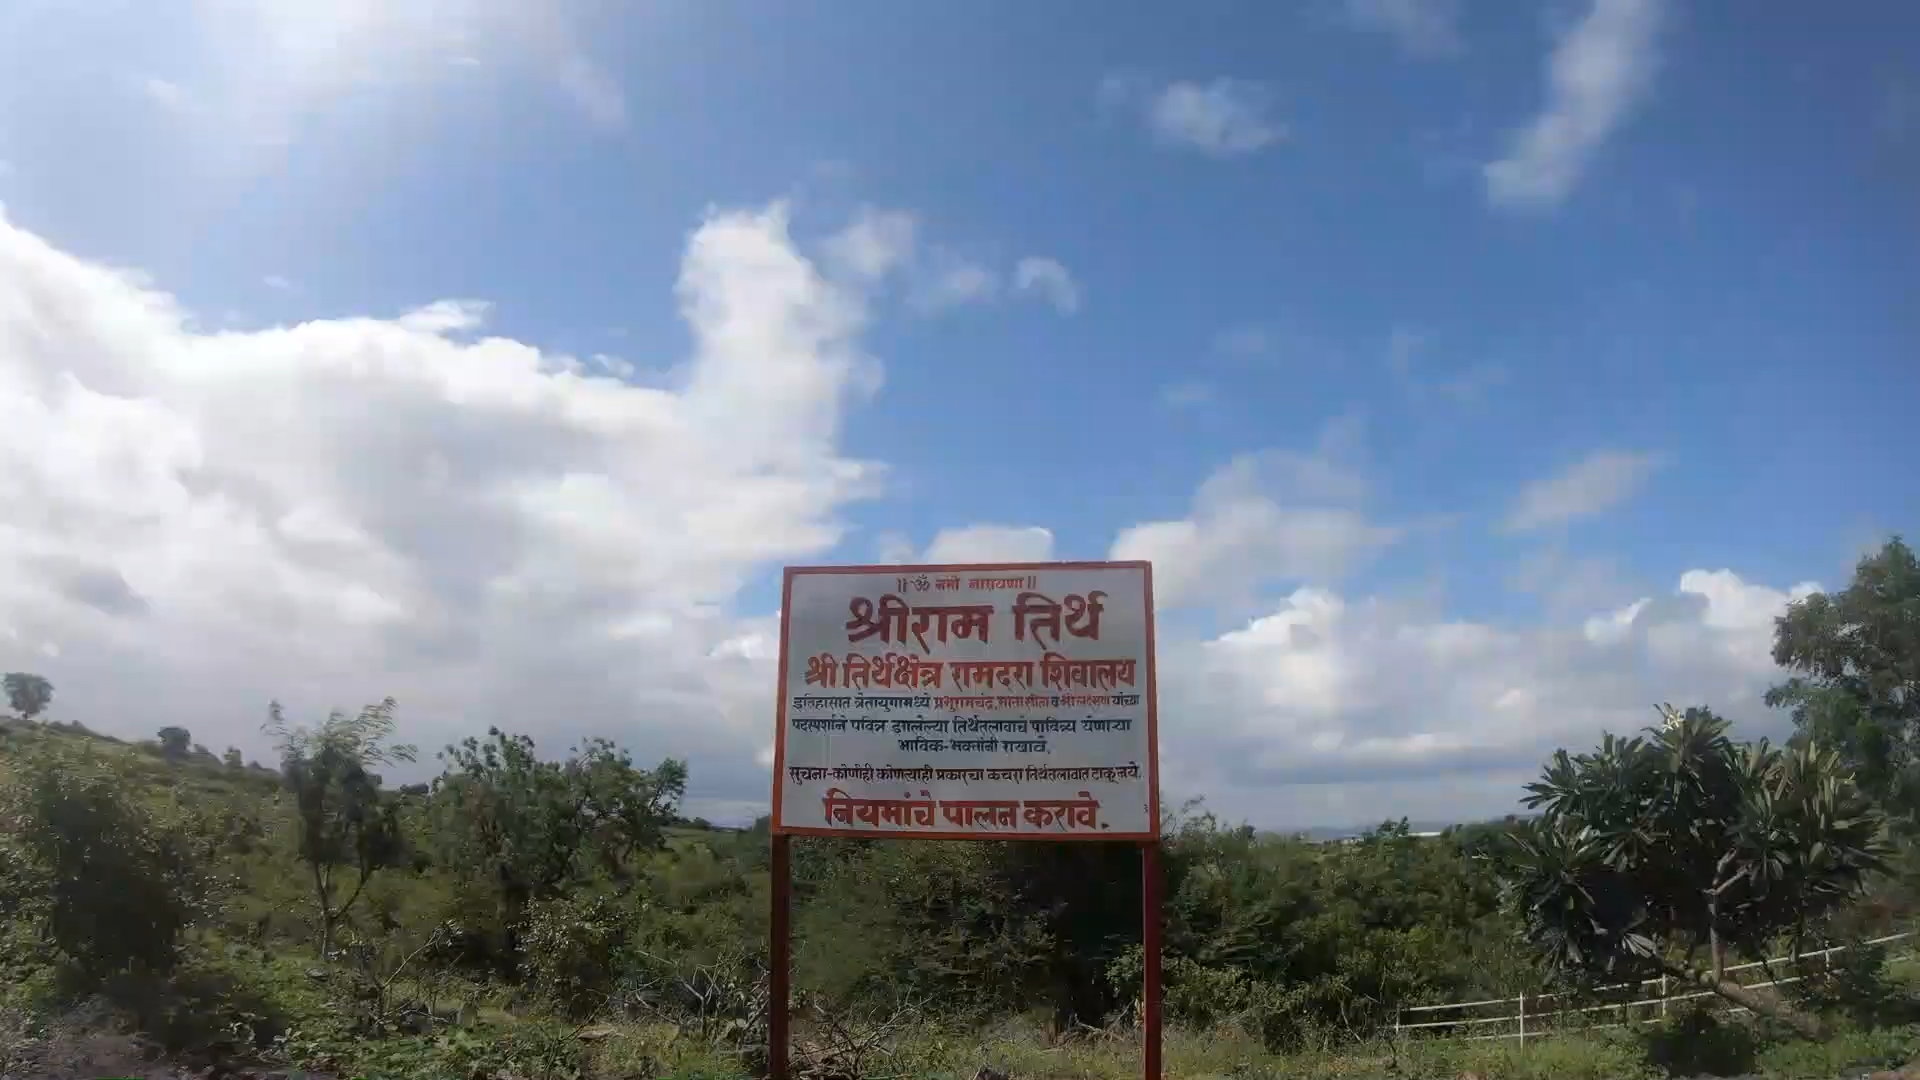 ॥ ॐ नमो नारायणा ॥
श्रीराम तिर्थ
श्री तिर्थक्षेत्र रामदरा शिवालय
इतिहासात त्रेतायुगामध्ये प्रभुरामचंद्र, माता सीता व श्री लक्ष्मण यांच्या
पदस्पर्शाने पवित्र झालेल्या तिर्थतलावाचे पावित्र्य येणाऱ्या
भाविक-भक्तांनी राखावे.
सुचना-कोणीही कोणत्याही प्रकारचा कचरा तिर्थतलावात टाकू नये.
नियमांचे पालन करावे.